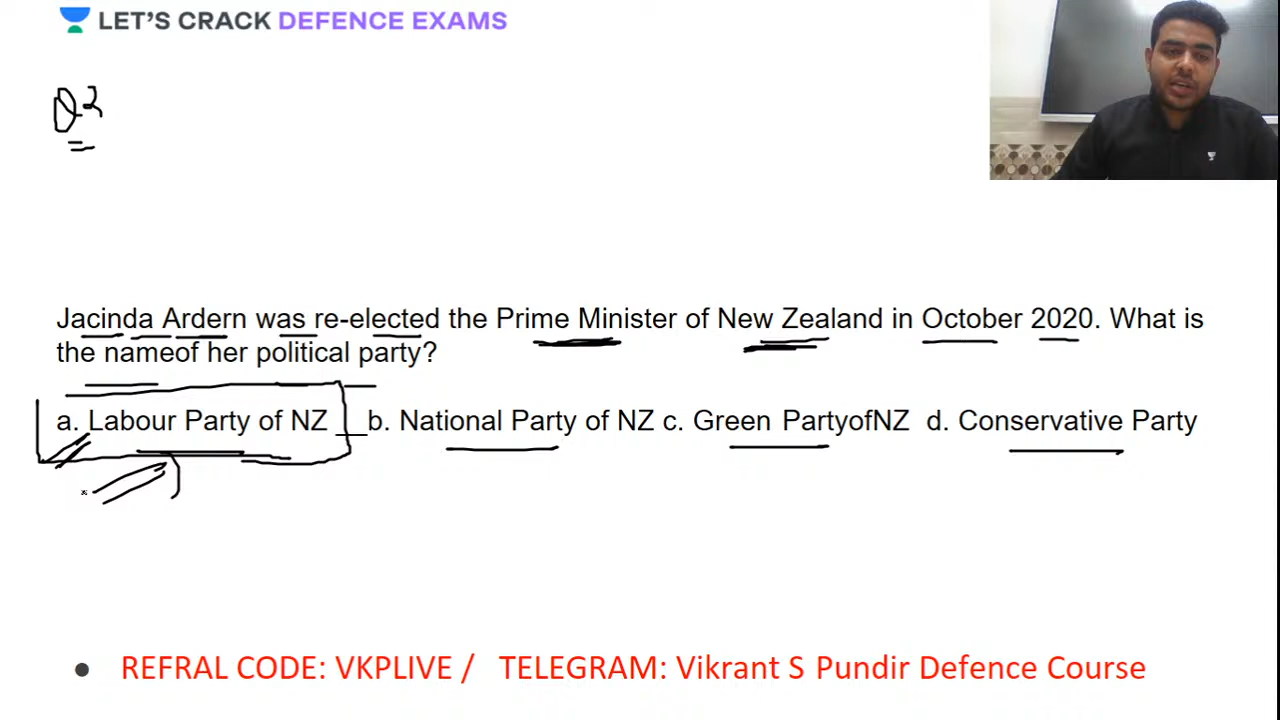 LET'S CRACK DEFENCE EXAMS
Q2
Jacinda Ardern was re-elected the Prime Minister of New Zealand in October 2020. What is
the nameof her political party?
a. Labour Party of NZ b. National Party of NZ c. Green PartyofNZ d. Conservative Party
● REFRAL CODE: VKPLIVE / TELEGRAM: Vikrant S Pundir Defence Course